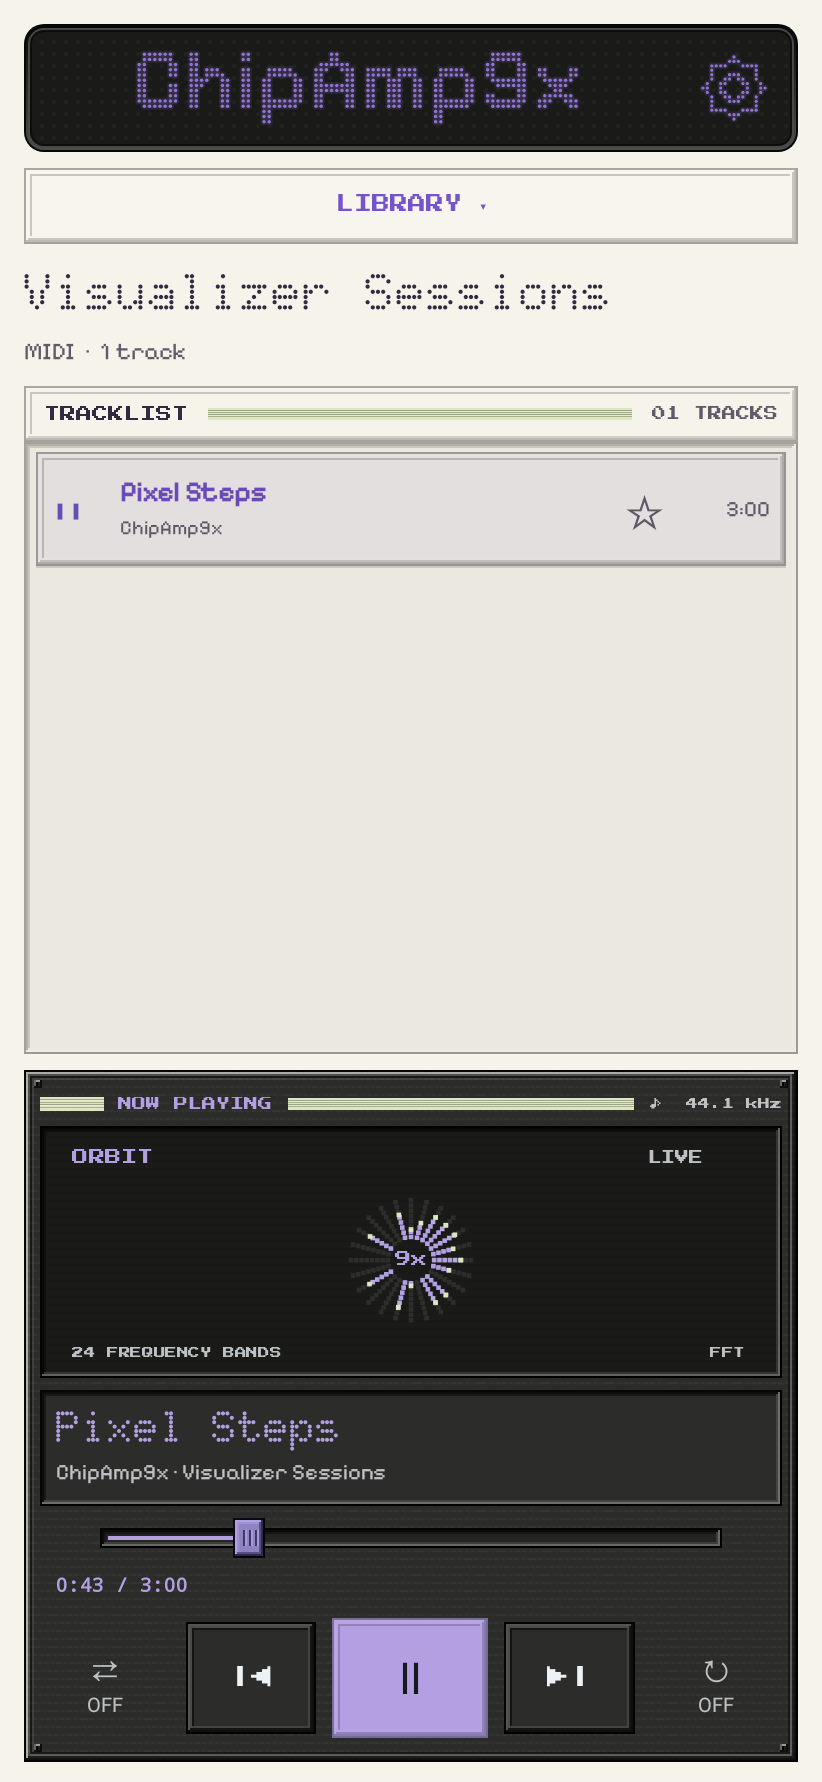 ChipAmp9x
LIBRARY ▾
Visualizer Sessions
MIDI · 1 track
TRACKLIST 01 TRACKS
Pixel Steps
ChipAmp9x
3:00
NOW PLAYING ♪ 44.1 kHz
ORBIT LIVE
9x
24 FREQUENCY BANDS FFT
Pixel Steps
ChipAmp9x · Visualizer Sessions
0:43 / 3:00
OFF OFF